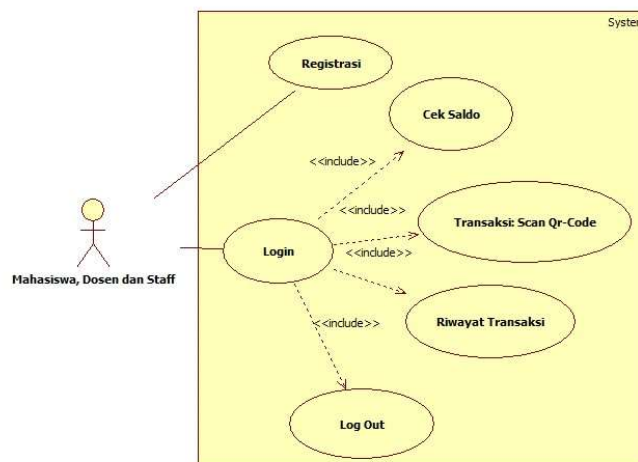 System
Registrasi
Cek Saldo
<<include>>
<<include>>
Transaksi: Scan Qr-Code
Login
<<include>>
Mahasiswa, Dosen dan Staff
Riwayat Transaksi
<<include>>
Log Out